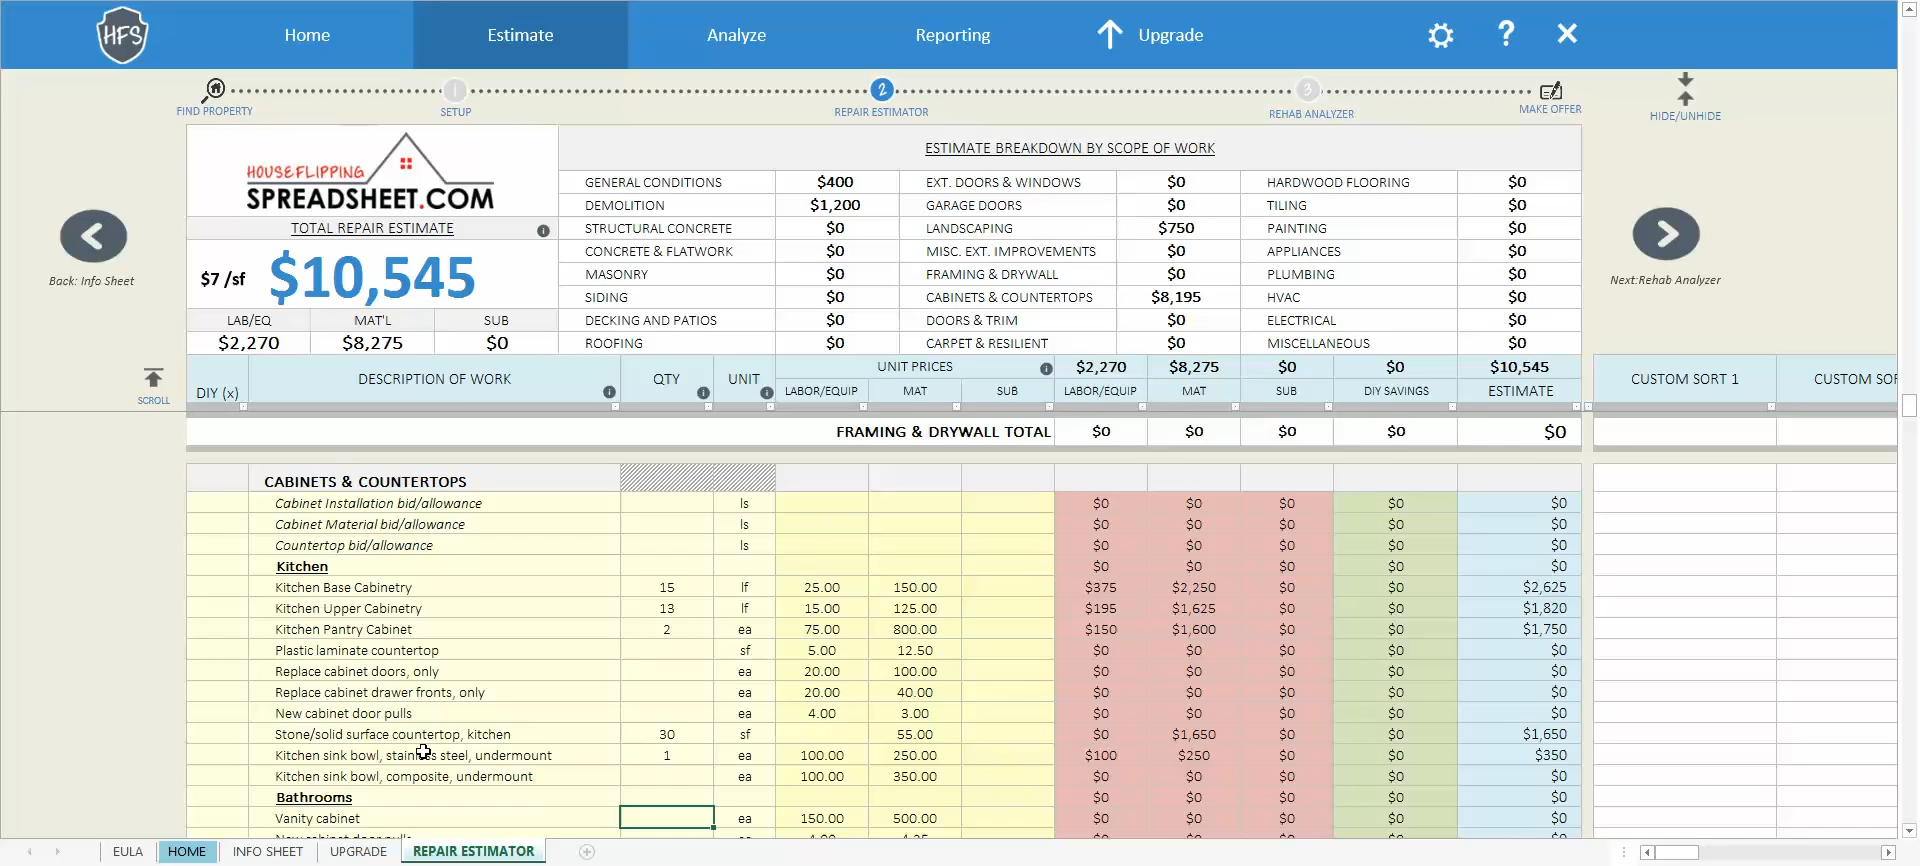 HFS Home Estimate Analyze Reporting Upgrade ?
1 2 3
FIND PROPERTY SETUP REPAIR ESTIMATOR REHAB ANALYZER MAKE OFFER HIDE/UNHIDE
HOUSE FLIPPING
SPREADSHEET.COM
ESTIMATE BREAKDOWN BY SCOPE OF WORK
GENERAL CONDITIONS $400 EXT. DOORS & WINDOWS $0 HARDWOOD FLOORING $0
DEMOLITION $1,200 GARAGE DOORS $0 TILING $0
TOTAL REPAIR ESTIMATE STRUCTURAL CONCRETE $0 LANDSCAPING $750 PAINTING $0
CONCRETE & FLATWORK $0 MISC. EXT. IMPROVEMENTS $0 APPLIANCES $0
$7 /sf $10,545 MASONRY $0 FRAMING & DRYWALL $0 PLUMBING $0
Back: Info Sheet Next:Rehab Analyzer
SIDING $0 CABINETS & COUNTERTOPS $8,195 HVAC $0
LAB/EQ MAT'L SUB DECKING AND PATIOS $0 DOORS & TRIM $0 ELECTRICAL $0
$2,270 $8,275 $0 ROOFING $0 CARPET & RESILIENT $0 MISCELLANEOUS $0
UNIT PRICES $2,270 $8,275 $0 $0 $10,545
SCROLL DIY (x) DESCRIPTION OF WORK QTY UNIT LABOR/EQUIP MAT SUB LABOR/EQUIP MAT SUB DIY SAVINGS ESTIMATE CUSTOM SORT 1 CUSTOM SOR
FRAMING & DRYWALL TOTAL $0 $0 $0 $0 $0
CABINETS & COUNTERTOPS
Cabinet Installation bid/allowance ls $0 $0 $0 $0 $0
Cabinet Material bid/allowance ls $0 $0 $0 $0 $0
Countertop bid/allowance ls $0 $0 $0 $0 $0
Kitchen $0 $0 $0 $0 $0
Kitchen Base Cabinetry 15 lf 25.00 150.00 $375 $2,250 $0 $0 $2,625
Kitchen Upper Cabinetry 13 lf 15.00 125.00 $195 $1,625 $0 $0 $1,820
Kitchen Pantry Cabinet 2 ea 75.00 800.00 $150 $1,600 $0 $0 $1,750
Plastic laminate countertop sf 5.00 12.50 $0 $0 $0 $0 $0
Replace cabinet doors, only ea 20.00 100.00 $0 $0 $0 $0 $0
Replace cabinet drawer fronts, only ea 20.00 40.00 $0 $0 $0 $0 $0
New cabinet door pulls ea 4.00 3.00 $0 $0 $0 $0 $0
Stone/solid surface countertop, kitchen 30 sf 55.00 $0 $1,650 $0 $0 $1,650
Kitchen sink bowl, stainless steel, undermount 1 ea 100.00 250.00 $100 $250 $0 $0 $350
Kitchen sink bowl, composite, undermount ea 100.00 350.00 $0 $0 $0 $0 $0
Bathrooms $0 $0 $0 $0 $0
Vanity cabinet ea 150.00 500.00 $0 $0 $0 $0 $0
EULA HOME INFO SHEET UPGRADE REPAIR ESTIMATOR